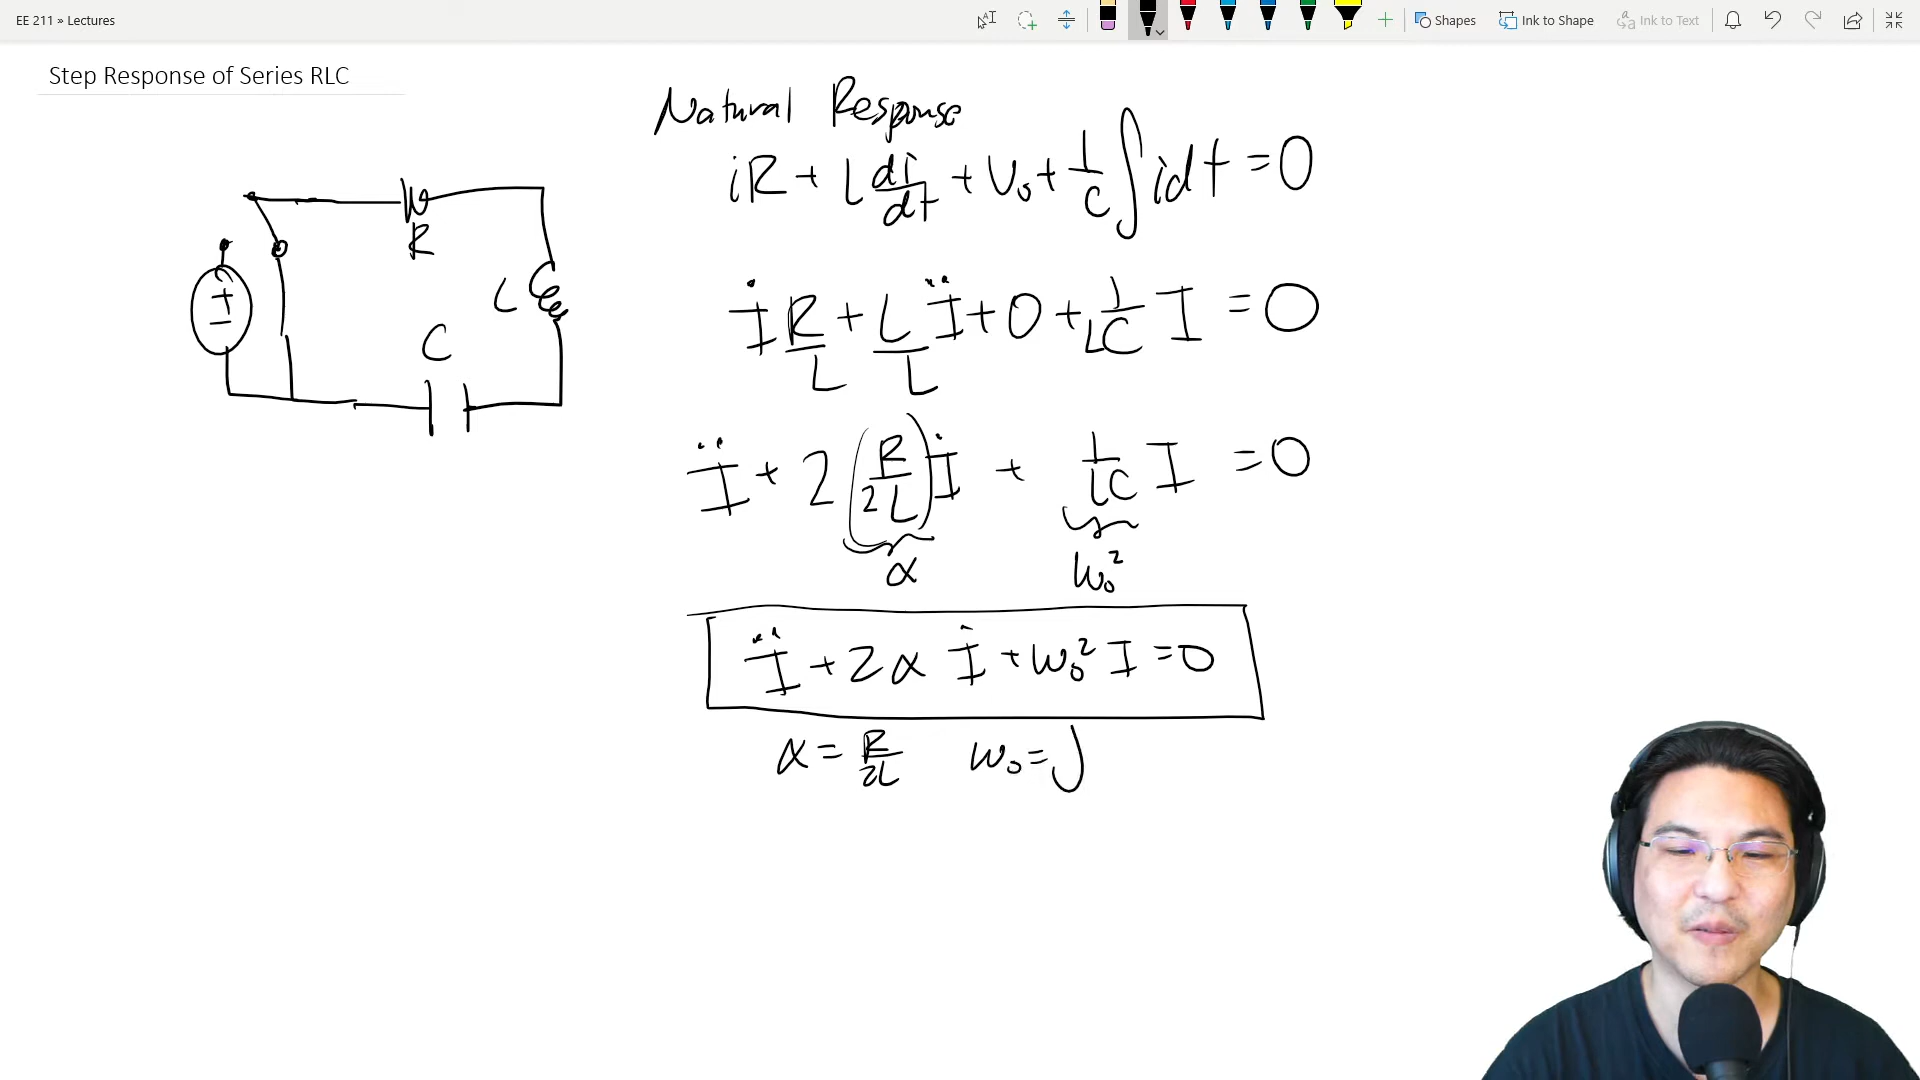 EE 211 » Lectures
Shapes Ink to Shape Ink to Text
Step Response of Series RLC
Natural Response
iR + L di/dt + V₀ + 1/C ∫ i dt = 0
İ R/L + L/L Ï + 0 + 1/LC I = 0
Ï + 2 (R/2L) İ + 1/LC I = 0
α ω₀²
Ï + 2α İ + ω₀² I = 0
α = R/2L ω₀ = √
R
L
C
+
−